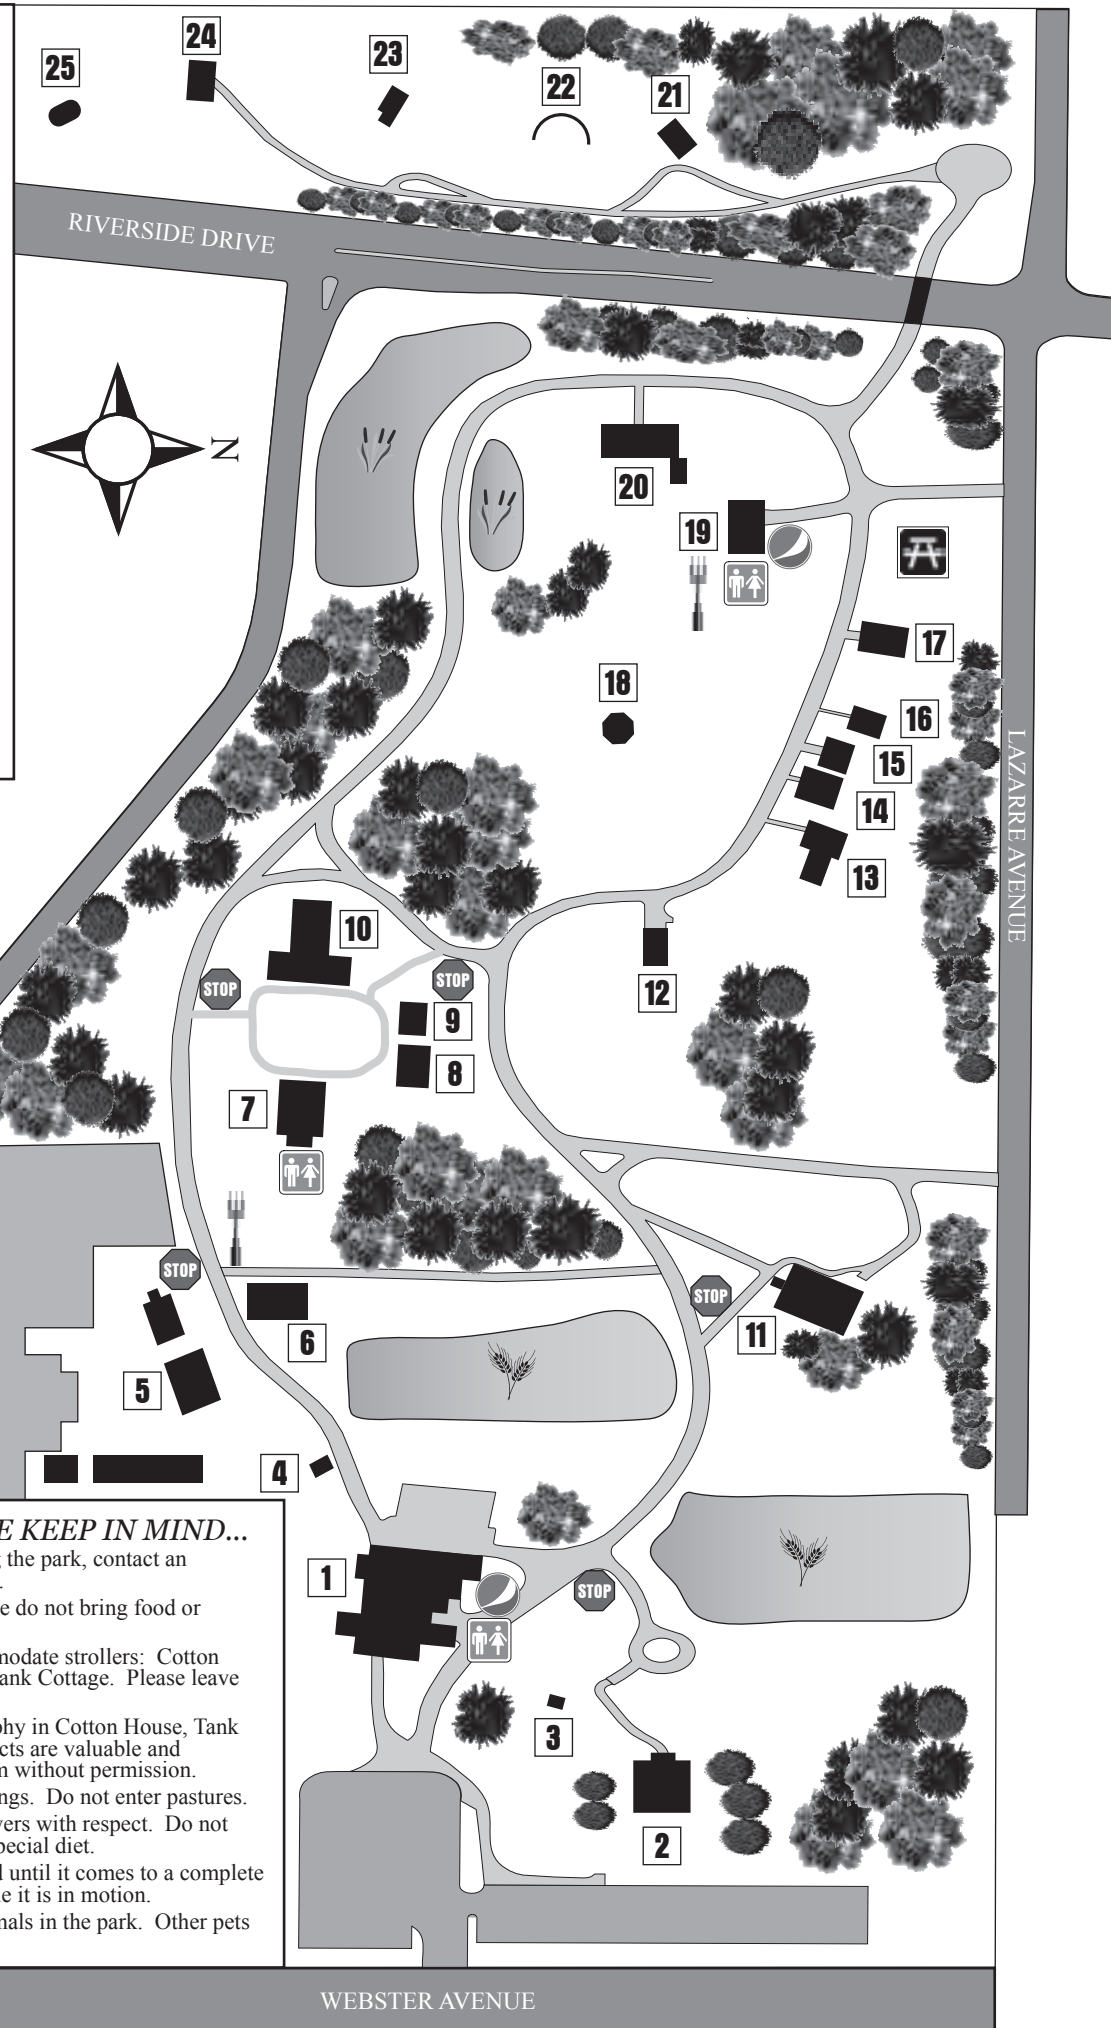 25
24
23
22
21
RIVERSIDE DRIVE
N
20
19
17
18
16
15
14
13
LAZARRE AVENUE
10
STOP
STOP
12
9
8
7
STOP
STOP
11
6
5
4
E KEEP IN MIND...
g the park, contact an
.
e do not bring food or
modate strollers: Cotton
ank Cottage. Please leave
phy in Cotton House, Tank
cts are valuable and
n without permission.
ngs. Do not enter pastures.
vers with respect. Do not
pecial diet.
l until it comes to a complete
le it is in motion.
mals in the park. Other pets
1
STOP
3
2
WEBSTER AVENUE